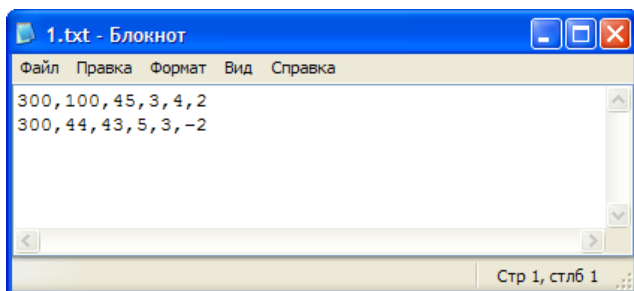 1.txt - Блокнот
Файл Правка Формат Вид Справка
300,100,45,3,4,2
300,44,43,5,3,-2
Стр 1, стлб 1